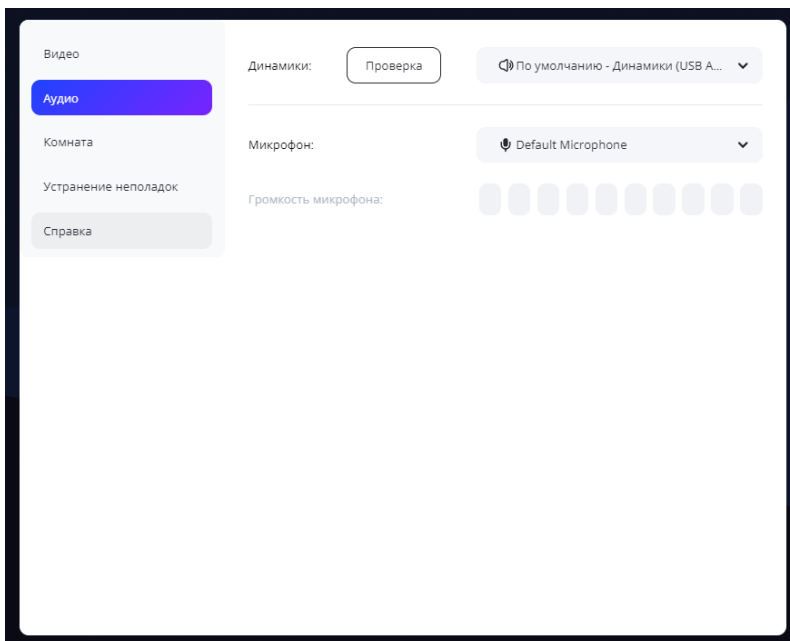 Видео
Аудио
Комната
Устранение неполадок
Справка
Динамики:
Проверка
По умолчанию - Динамики (USB A...
Микрофон:
Default Microphone
Громкость микрофона: